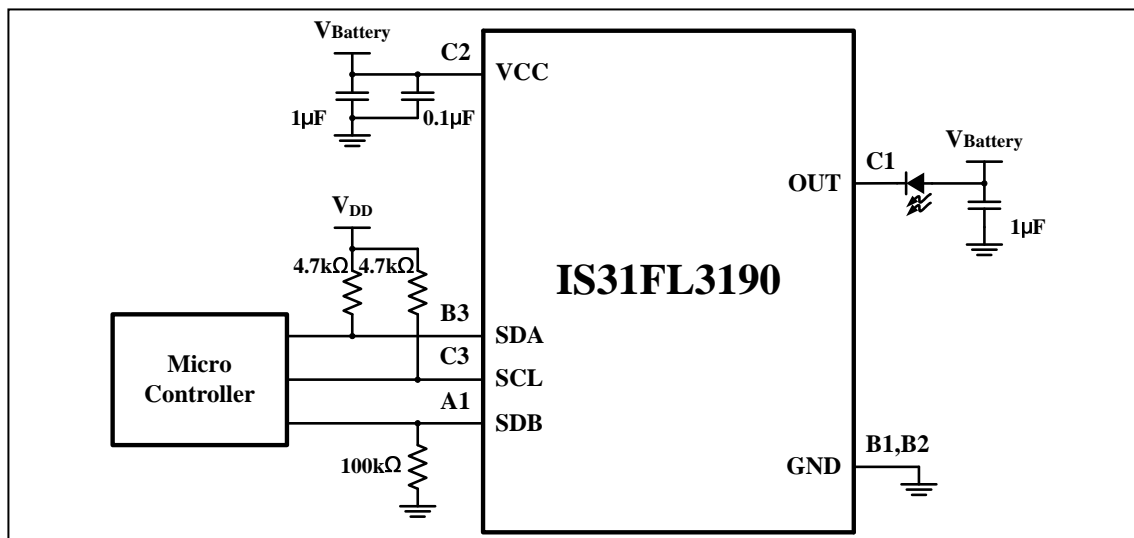 VBattery
C2
VCC
1µF
0.1µF
VBattery
C1
OUT
1µF
VDD
4.7kΩ 4.7kΩ
IS31FL3190
B3
SDA
Micro
Controller
C3
SCL
A1
SDB
100kΩ
B1,B2
GND